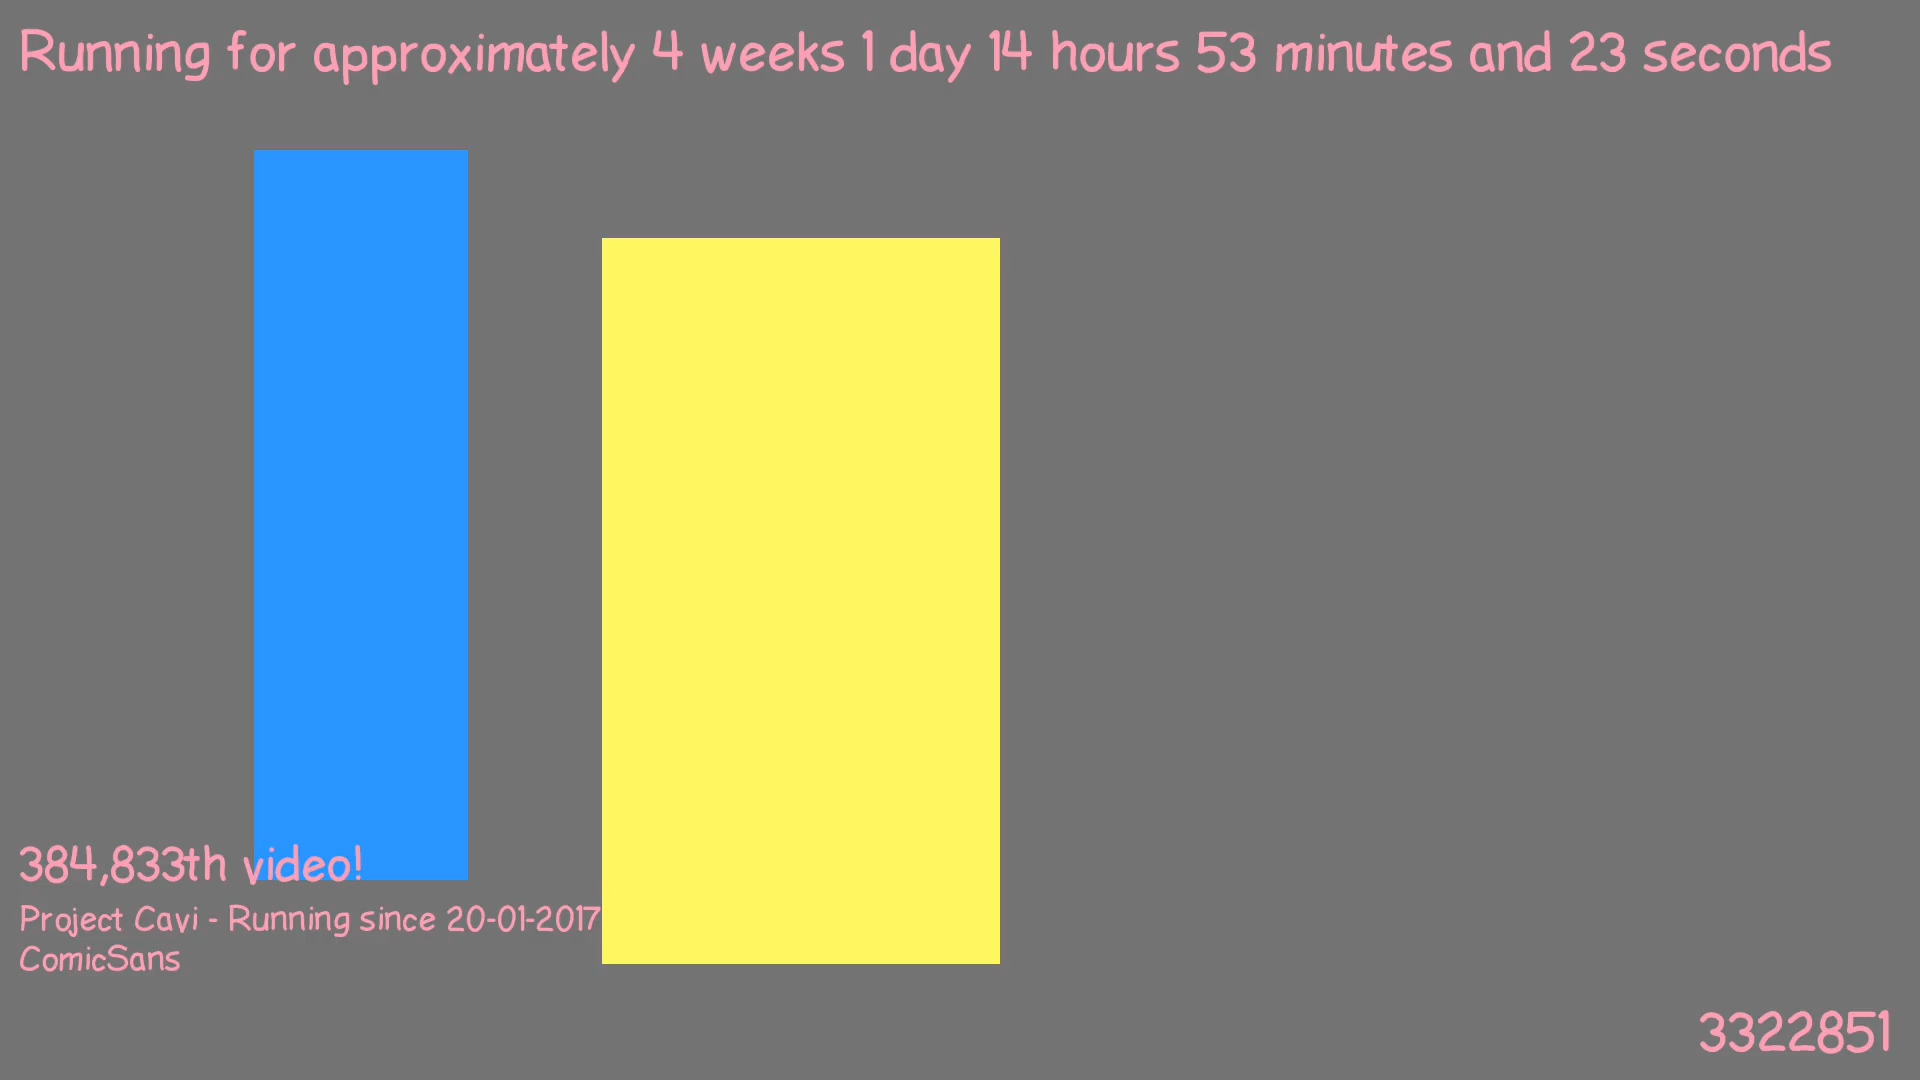 Running for approximately 4 weeks 1 day 14 hours 53 minutes and 23 seconds
384,833th video!
Project Cavi - Running since 20-01-2017
ComicSans
3322851